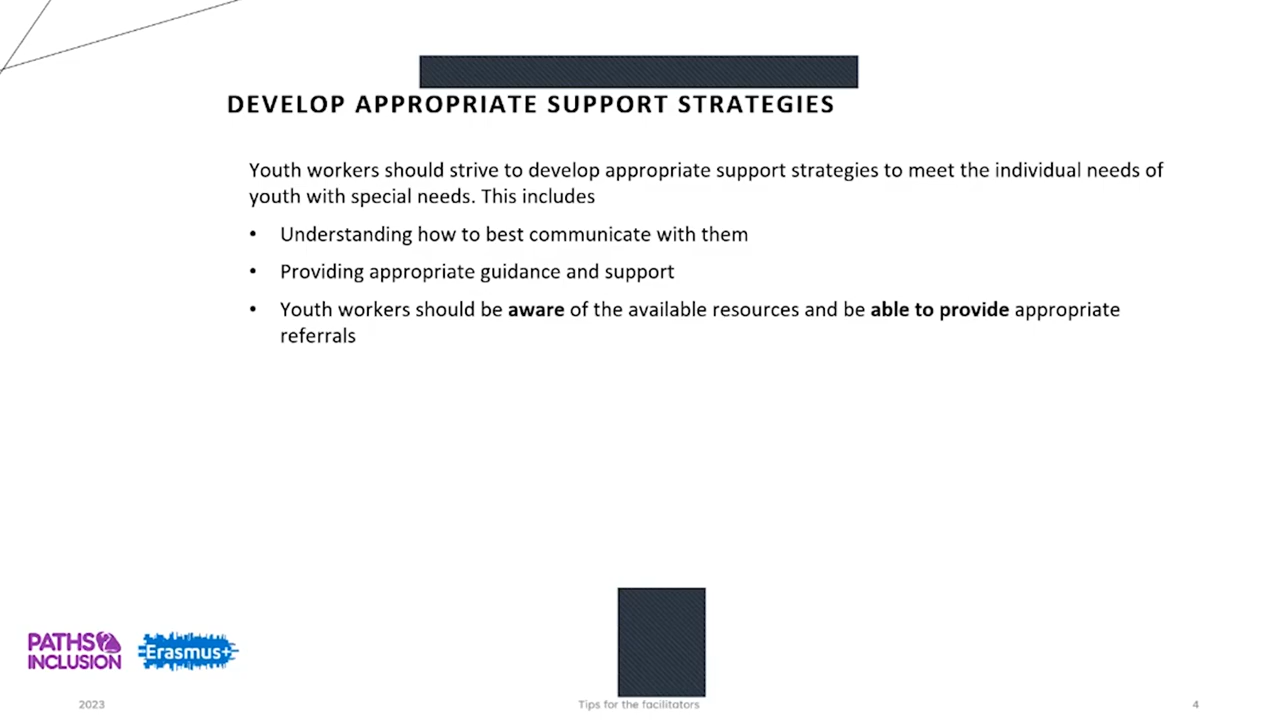 DEVELOP APPROPRIATE SUPPORT STRATEGIES
Youth workers should strive to develop appropriate support strategies to meet the individual needs of
youth with special needs. This includes
• Understanding how to best communicate with them
• Providing appropriate guidance and support
• Youth workers should be aware of the available resources and be able to provide appropriate
referrals
PATHS2
INCLUSION
Erasmus+
2023
Tips for the facilitators
4